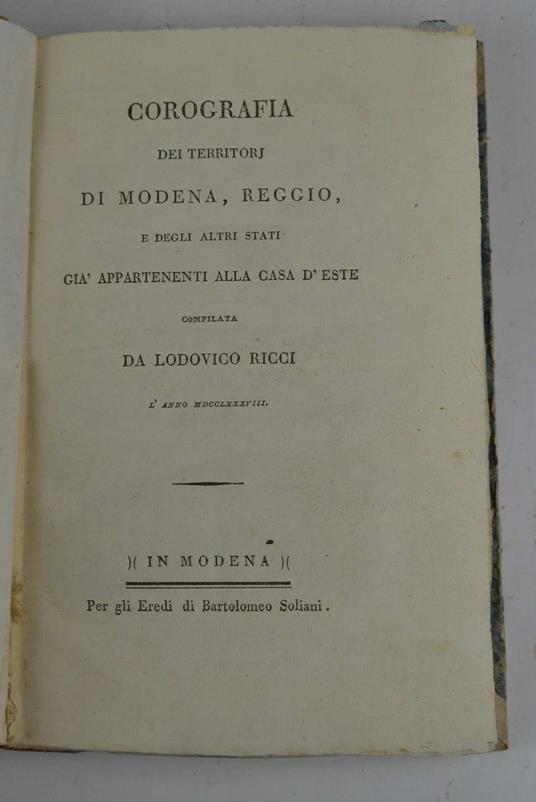 COROGRAFIA
DEI TERRITORJ
DI MODENA, REGGIO,
E DEGLI ALTRI STATI
GIA' APPARTENENTI ALLA CASA D'ESTE
COMPILATA
DA LODOVICO RICCI
L' ANNO MDCCLXXXVIII.
)( IN MODENA )(
Per gli Eredi di Bartolomeo Soliani.